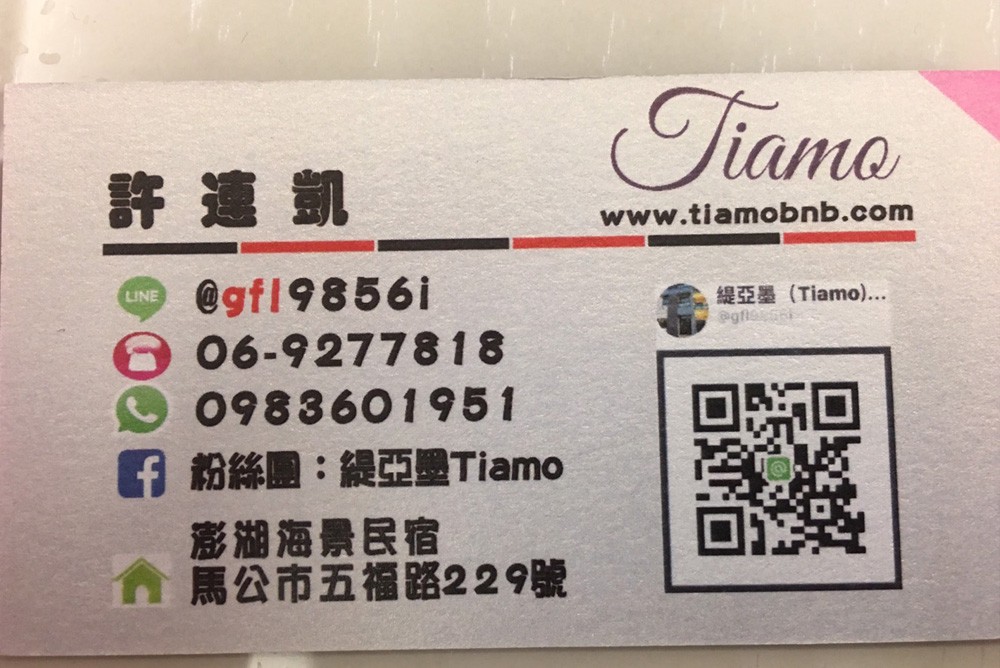 Tiamo
www.tiamobnb.com
許連凱
LINE
@gfl9856i
06-9277818
0983601951
粉絲團：緹亞墨Tiamo
澎湖海景民宿
馬公市五福路229號
緹亞墨（Tiamo)...
@gfl9856i